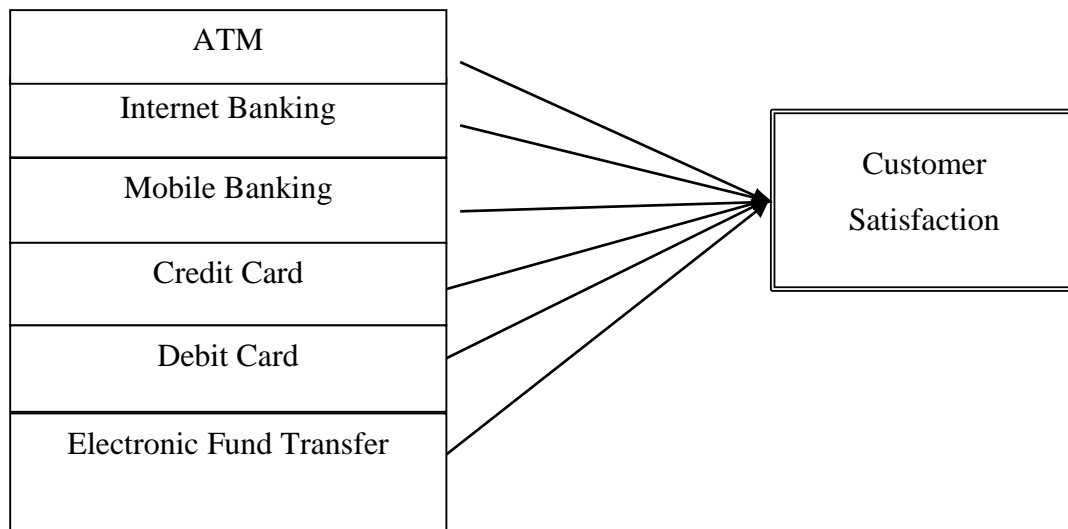 ATM
Internet Banking
Mobile Banking
Credit Card
Debit Card
Electronic Fund Transfer
Customer
Satisfaction